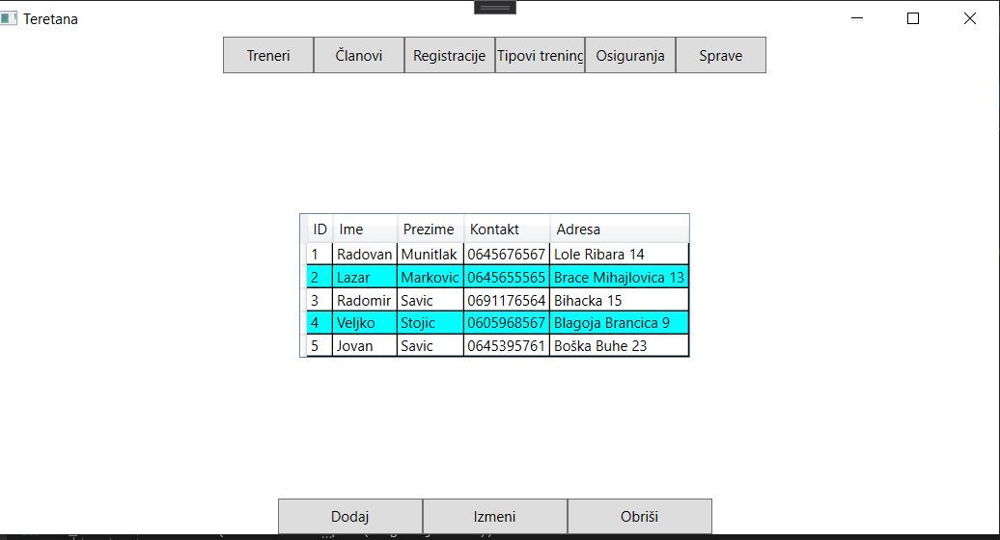 Teretana
Treneri Članovi Registracije Tipovi trening Osiguranja Sprave
ID Ime Prezime Kontakt Adresa
1 Radovan Munitlak 0645676567 Lole Ribara 14
2 Lazar Markovic 0645655565 Brace Mihajlovica 13
3 Radomir Savic 0691176564 Bihacka 15
4 Veljko Stojic 0605968567 Blagoja Brancica 9
5 Jovan Savic 0645395761 Boška Buhe 23
Dodaj Izmeni Obriši